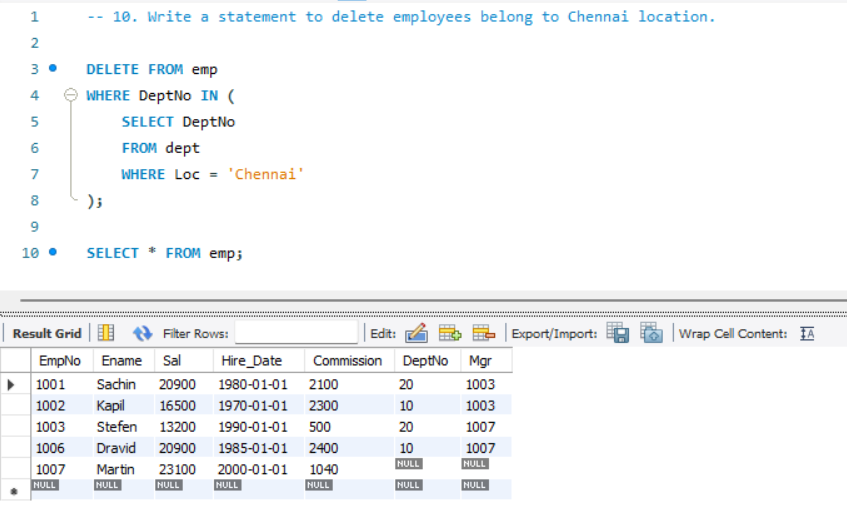 1 -- 10. Write a statement to delete employees belong to Chennai location.
2
3 DELETE FROM emp
4 WHERE DeptNo IN (
5 SELECT DeptNo
6 FROM dept
7 WHERE Loc = 'Chennai'
8 );
9
10 SELECT * FROM emp;
Result Grid Filter Rows: Edit: Export/Import: Wrap Cell Content: IA
EmpNo Ename Sal Hire_Date Commission DeptNo Mgr
1001 Sachin 20900 1980-01-01 2100 20 1003
1002 Kapil 16500 1970-01-01 2300 10 1003
1003 Stefen 13200 1990-01-01 500 20 1007
1006 Dravid 20900 1985-01-01 2400 10 1007
1007 Martin 23100 2000-01-01 1040 NULL NULL
NULL NULL NULL NULL NULL NULL NULL